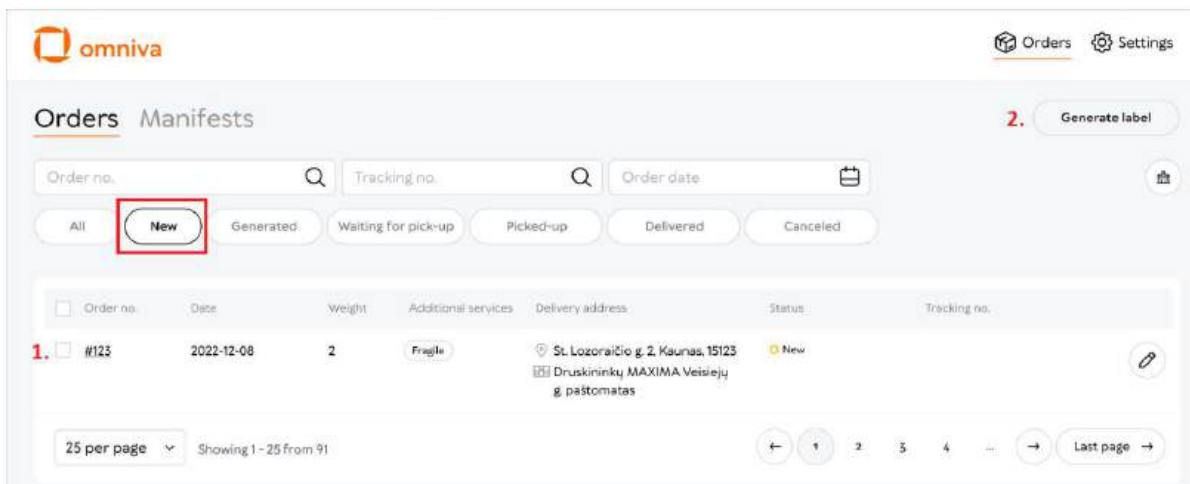 omniva
Orders Settings
Orders Manifests
2. Generate label
Order no. Tracking no. Order date
All New Generated Waiting for pick-up Picked-up Delivered Canceled
Order no. Date Weight Additional services Delivery address Status Tracking no.
1. #123 2022-12-08 2 Fragile St. Lozoraičio g. 2, Kaunas, 15123 New
Druskininkų MAXIMA Veisiejų
g. paštomatas
25 per page Showing 1 - 25 from 91 1 2 3 4 ... Last page